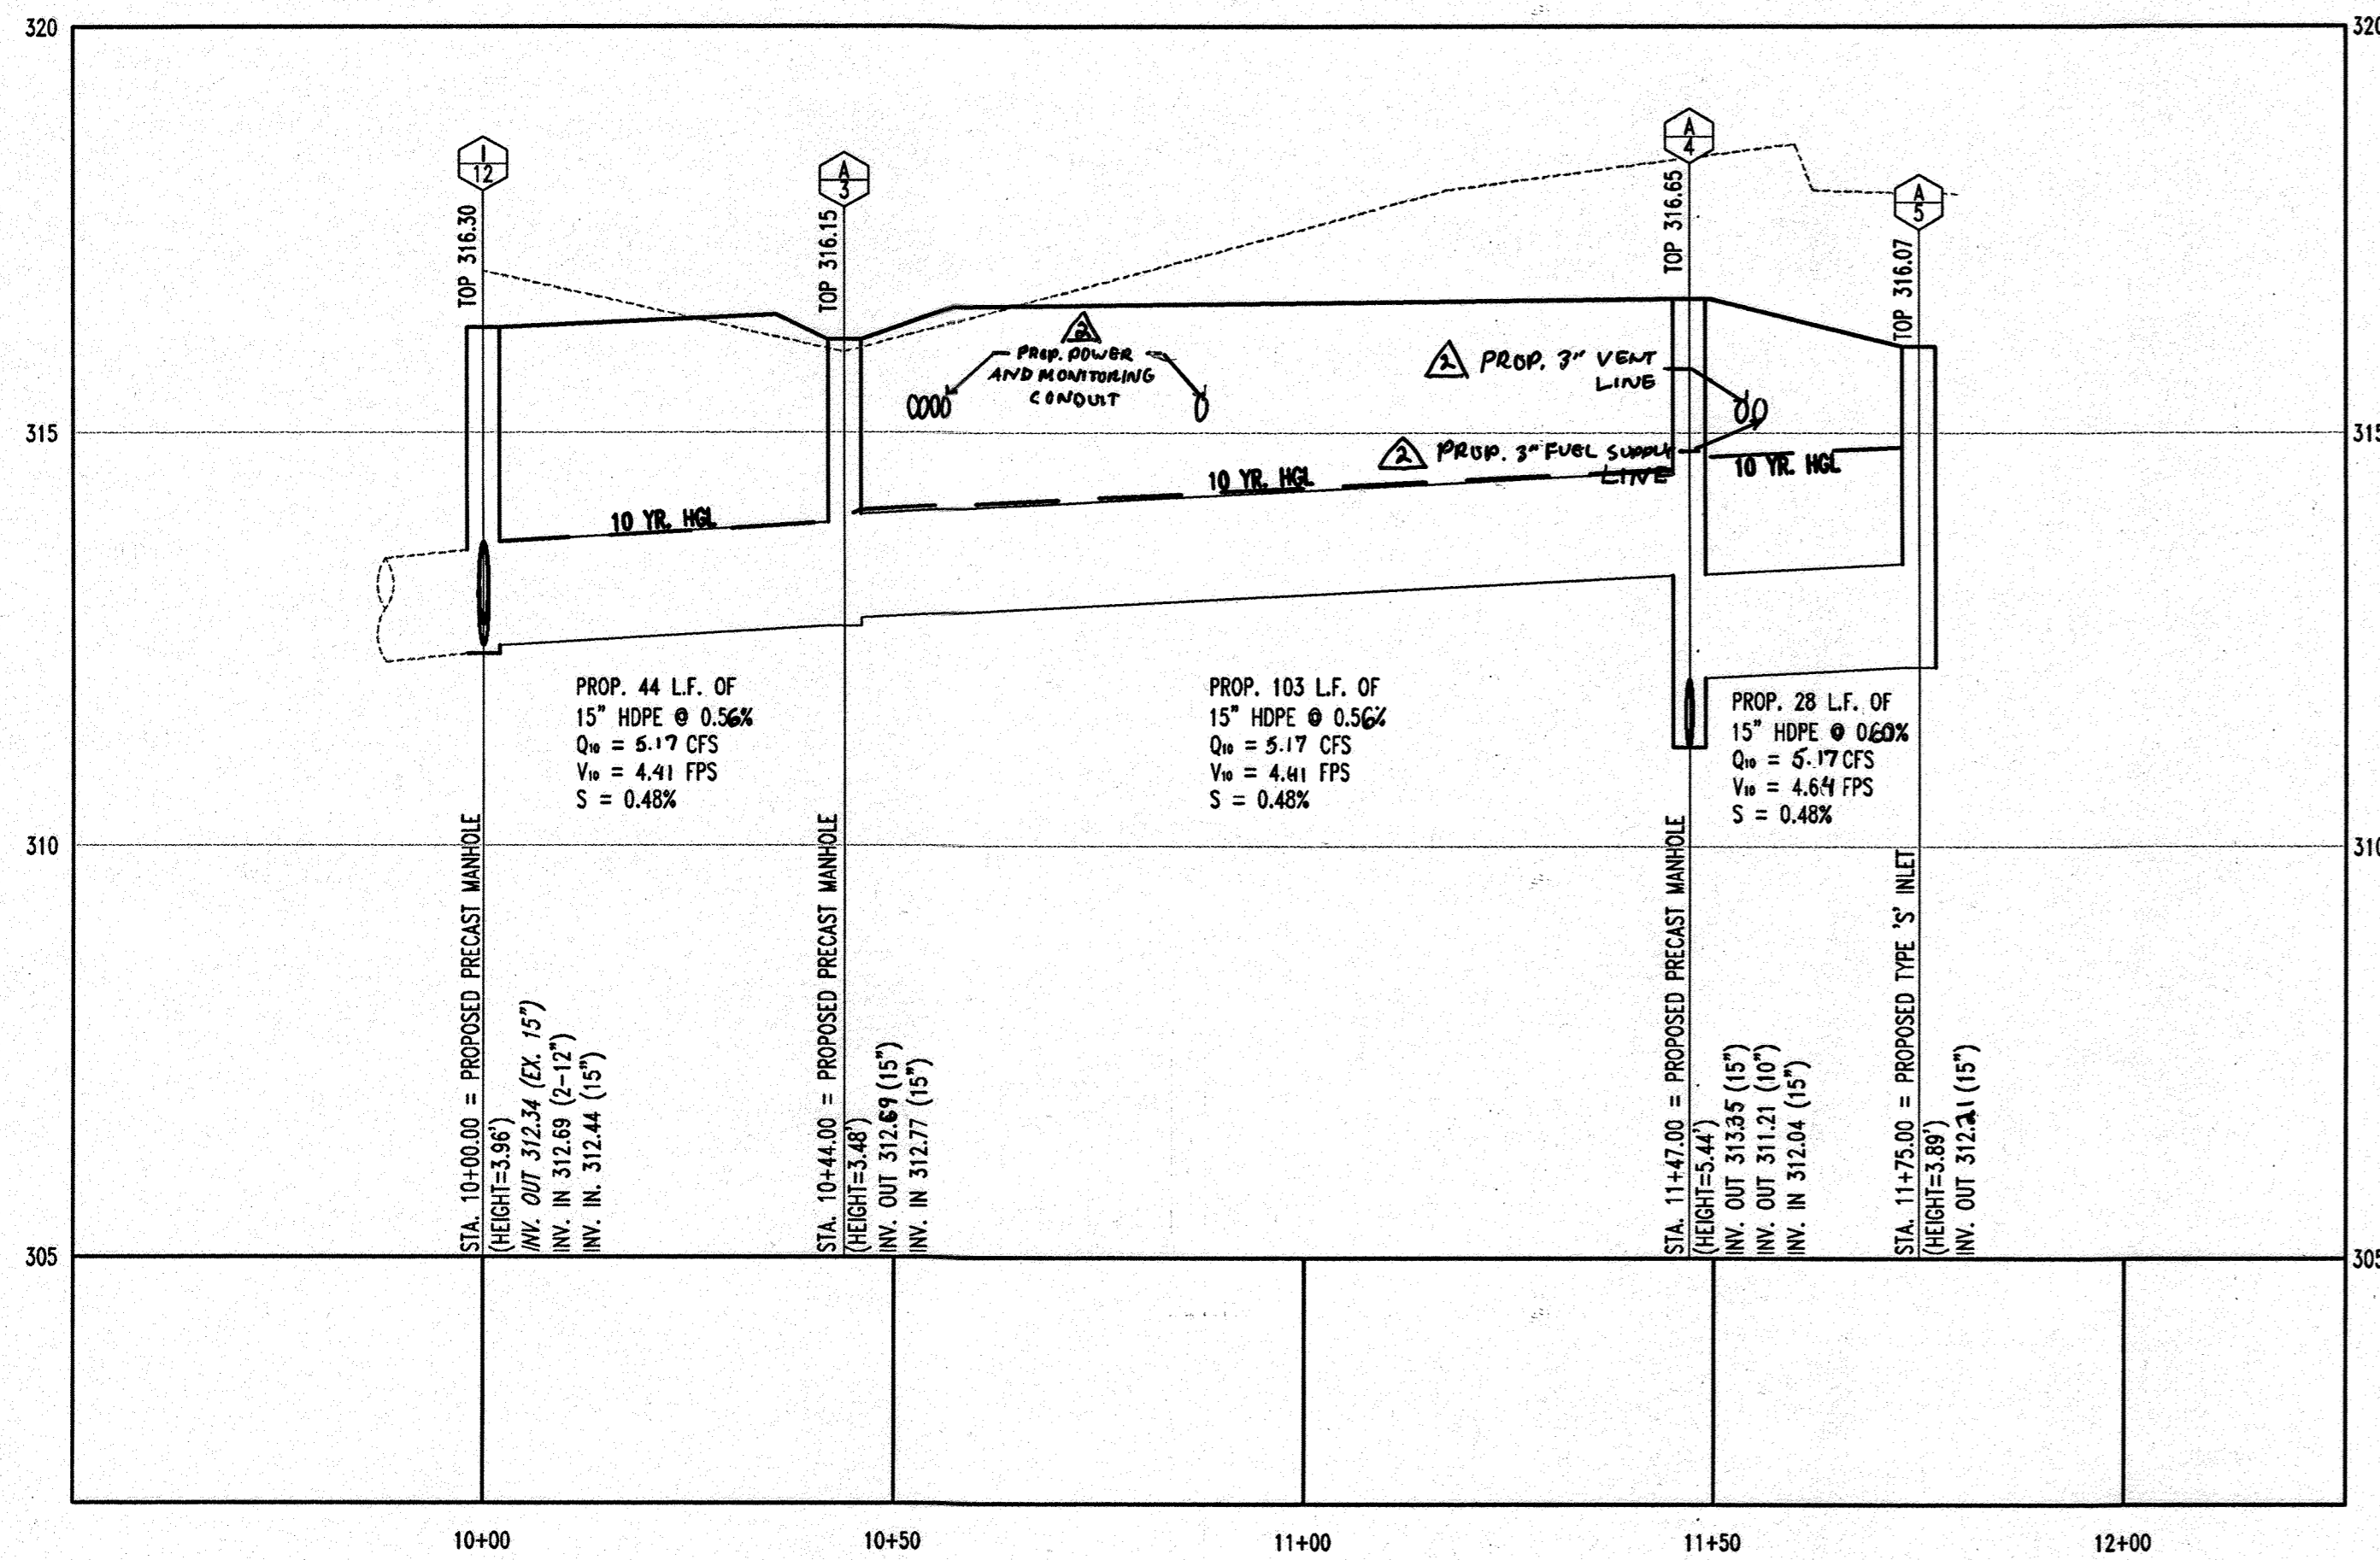 320
320
I
12
A
3
A
4
A
5
TOP 316.30
TOP 316.15
TOP 316.65
TOP 316.07
2
PROP. POWER
AND MONITORING
CONDUIT
2 PROP. 3" VENT
LINE
315
315
2 PROP. 3" FUEL SUPPLY
LINE
10 YR. HGL
10 YR. HGL
10 YR. HGL
PROP. 44 L.F. OF
15" HDPE @ 0.56%
Q10 = 5.17 CFS
V10 = 4.41 FPS
S = 0.48%
PROP. 103 L.F. OF
15" HDPE @ 0.56%
Q10 = 5.17 CFS
V10 = 4.41 FPS
S = 0.48%
PROP. 28 L.F. OF
15" HDPE @ 0.60%
Q10 = 5.17 CFS
V10 = 4.64 FPS
S = 0.48%
310
310
STA. 10+00.00 = PROPOSED PRECAST MANHOLE
(HEIGHT=3.96')
INV. OUT 312.34 (EX. 15")
INV. IN 312.69 (2-12")
INV. IN. 312.44 (15")
STA. 10+44.00 = PROPOSED PRECAST MANHOLE
(HEIGHT=3.48')
INV. OUT 312.69 (15")
INV. IN 312.77 (15")
STA. 11+47.00 = PROPOSED PRECAST MANHOLE
(HEIGHT=5.44')
INV. OUT 313.35 (15")
INV. OUT 311.21 (10")
INV. IN 312.04 (15")
STA. 11+75.00 = PROPOSED TYPE 'S' INLET
(HEIGHT=3.89')
INV. OUT 312.21 (15")
305
305
10+00
10+50
11+00
11+50
12+00